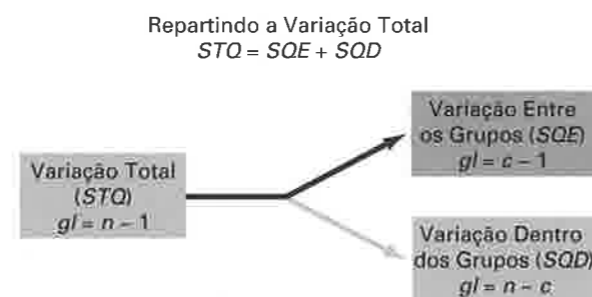 Repartindo a Variação Total
STQ = SQE + SQD
Variação Entre
os Grupos (SQE)
gl = c – 1
Variação Total
(STQ)
gl = n – 1
Variação Dentro
dos Grupos (SQD)
gl = n – c